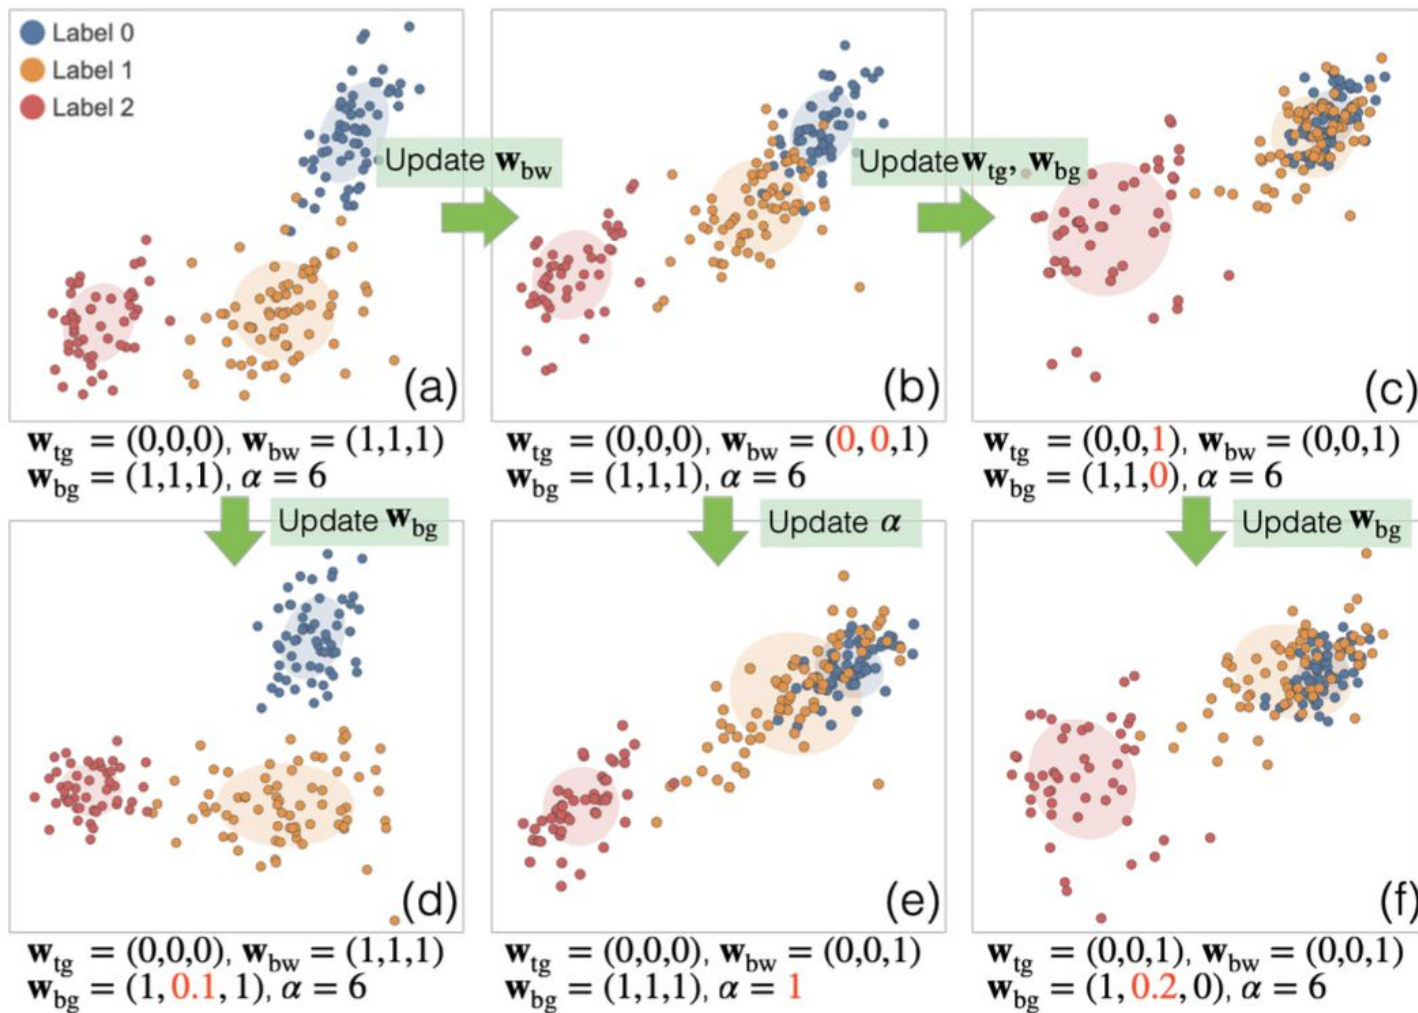 Label 0
Label 1
Label 2
Update w_bw
Update w_tg, w_bg
(a)
(b)
(c)
w_tg = (0,0,0), w_bw = (1,1,1)
w_bg = (1,1,1), α = 6
w_tg = (0,0,0), w_bw = (0, 0,1)
w_bg = (1,1,1), α = 6
w_tg = (0,0,1), w_bw = (0,0,1)
w_bg = (1,1,0), α = 6
Update w_bg
Update α
Update w_bg
(d)
(e)
(f)
w_tg = (0,0,0), w_bw = (1,1,1)
w_bg = (1, 0.1, 1), α = 6
w_tg = (0,0,0), w_bw = (0,0,1)
w_bg = (1,1,1), α = 1
w_tg = (0,0,1), w_bw = (0,0,1)
w_bg = (1, 0.2, 0), α = 6